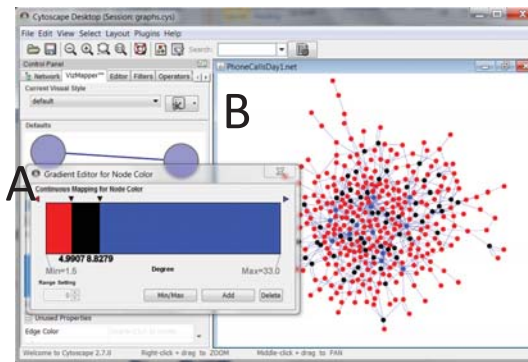 A
B
Cytoscape Desktop (Session: graphs.cys)
File Edit View Select Layout Plugins Help
Search:
Control Panel
Network VizMapper™ Editor Filters Operators
Current Visual Style
default
Defaults
PhoneCallsDay1.net
Gradient Editor for Node Color
Continuous Mapping for Node Color
4.9907 8.8279
Min=1.5 Degree Max=33.0
Range Setting
Min/Max Add Delete
Unused Properties
Edge Color
Welcome to Cytoscape 2.7.0 Right-click + drag to ZOOM Middle-click + drag to PAN